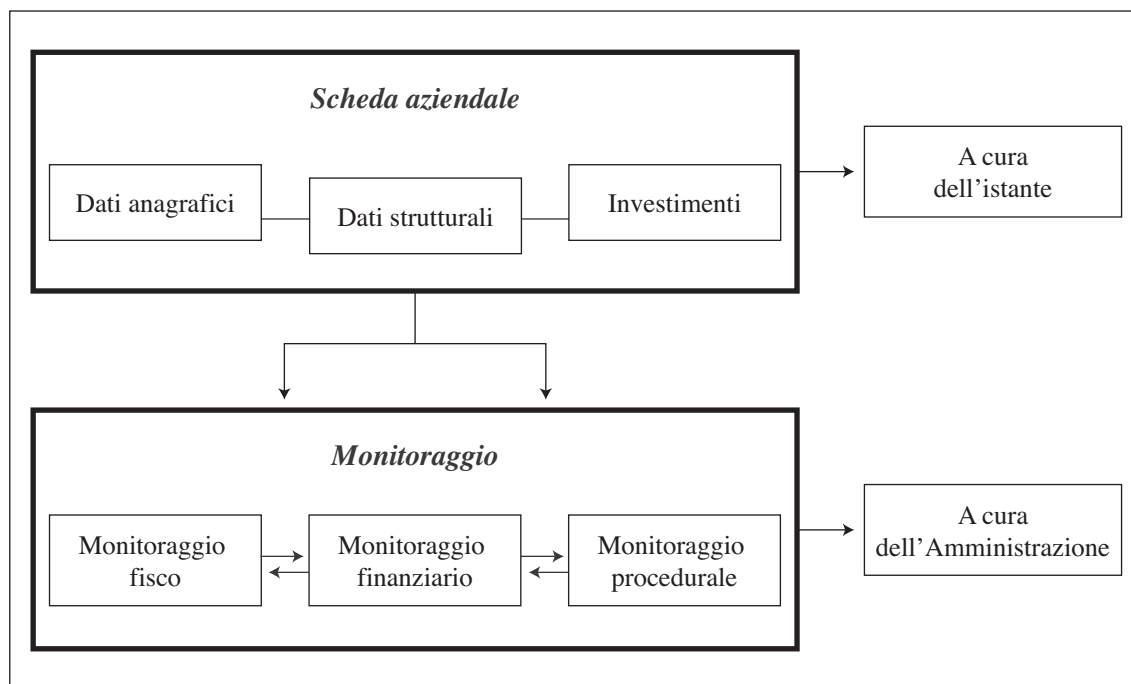 Scheda aziendale
Dati anagrafici
Dati strutturali
Investimenti
A cura
dell'istante
Monitoraggio
Monitoraggio
fisco
Monitoraggio
finanziario
Monitoraggio
procedurale
A cura
dell'Amministrazione